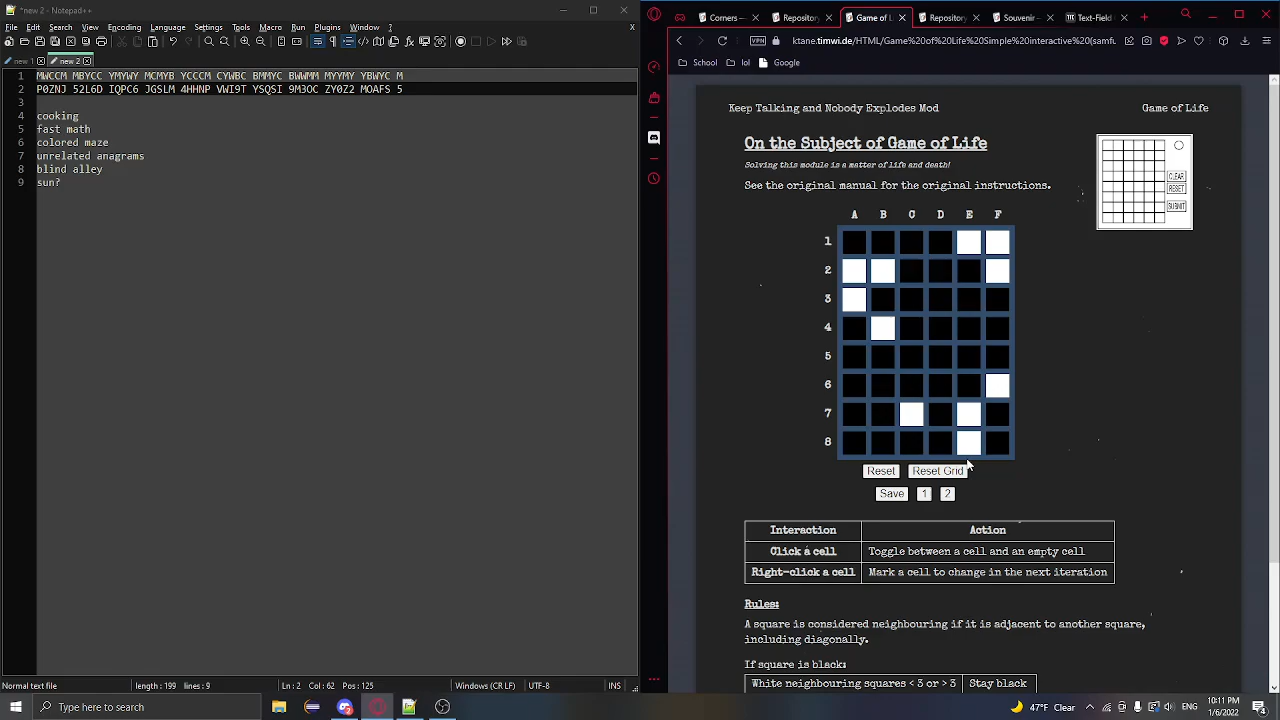 *new 2 - Notepad++
File Edit Search View Encoding Language Settings Tools Macro Run Plugins Window ?
X
new 1
new 2
1 MWWYW MBYCC YMYWY MCMYB YCCCM CYWBC BMMYC BWWMW MYMYM YBWYC M
2 P0ZNJ 52L6D IQPC6 JGSLM 4HHNP VWI9T YSQSI 9M3OC ZY0Z2 MOAFS 5
3
4 cooking
5 fast math
6 colored maze
7 unrelated anagrams
8 blind alley
9 sun?
Normal text file
length : 199 lines : 9
Ln : 2 Col : 62 Pos : 125
Windows (CR LF)
UTF-8
INS
Corners —
Repository
Game of L
Repository
Souvenir —
Text-Field
VPN
ktane.timwi.de/HTML/Game%20of%20Life%20Simple%20interactive%20(samfu
School
lol
Google
Keep Talking and Nobody Explodes Mod
Game of Life
On the Subject of Game of Life
Solving this module is a matter of life and death!
See the original manual for the original instructions.
CLEAR
RESET
SUBMIT
A B C D E F
1
2
3
4
5
6
7
8
Reset
Reset Grid
Save
1
2
Interaction Action
Click a cell Toggle between a cell and an empty cell
Right-click a cell Mark a cell to change in the next iteration
Rules:
A square is considered neighbouring if it is adjacent to another square,
including diagonally.
If square is black:
White neighbouring squares < 3 or > 3 Stay black
Type here to search
47°F Clear
10:11 PM
1/6/2022
4